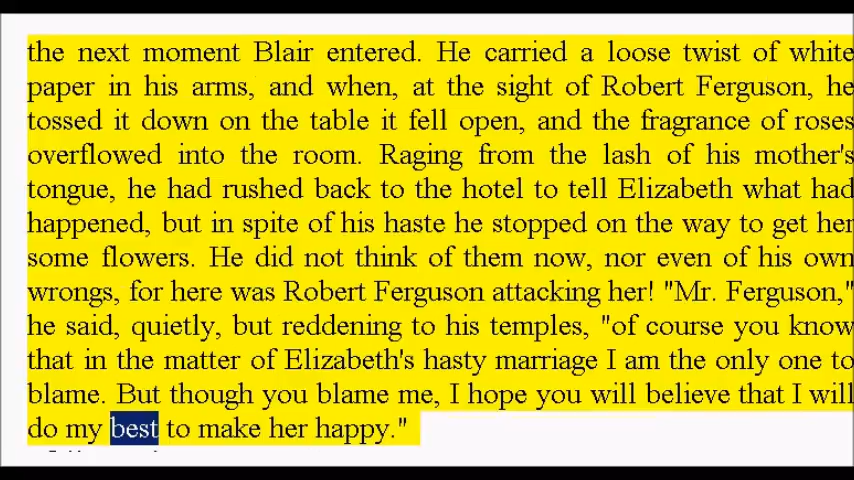 the next moment Blair entered. He carried a loose twist of white
paper in his arms, and when, at the sight of Robert Ferguson, he
tossed it down on the table it fell open, and the fragrance of roses
overflowed into the room. Raging from the lash of his mother's
tongue, he had rushed back to the hotel to tell Elizabeth what had
happened, but in spite of his haste he stopped on the way to get her
some flowers. He did not think of them now, nor even of his own
wrongs, for here was Robert Ferguson attacking her! "Mr. Ferguson,"
he said, quietly, but reddening to his temples, "of course you know
that in the matter of Elizabeth's hasty marriage I am the only one to
blame. But though you blame me, I hope you will believe that I will
do my best to make her happy."